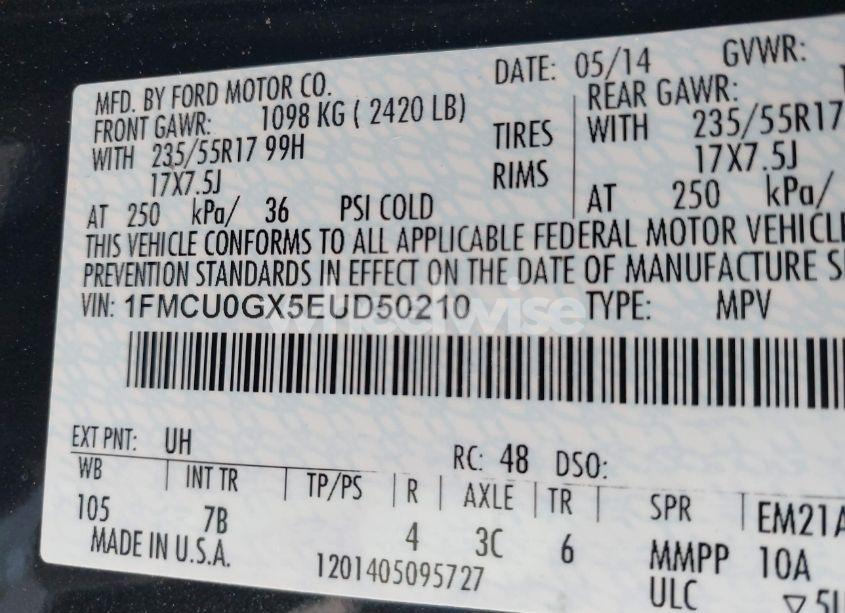 MFD. BY FORD MOTOR CO. DATE: 05/14 GVWR:
FRONT GAWR: 1098 KG ( 2420 LB) REAR GAWR:
WITH 235/55R17 99H TIRES WITH 235/55R17
17X7.5J RIMS 17X7.5J
AT 250 kPa/ 36 PSI COLD AT 250 kPa/
THIS VEHICLE CONFORMS TO ALL APPLICABLE FEDERAL MOTOR VEHICLE
PREVENTION STANDARDS IN EFFECT ON THE DATE OF MANUFACTURE
VIN: 1FMCU0GX5EUD50210 TYPE: MPV
wheelwise
EXT PNT: UH RC: 48 DSO:
WB INT TR TP/PS R AXLE TR SPR EM21A
105 7B 4 3C 6 MMPP 10A
MADE IN U.S.A. 1201405095727 ULC